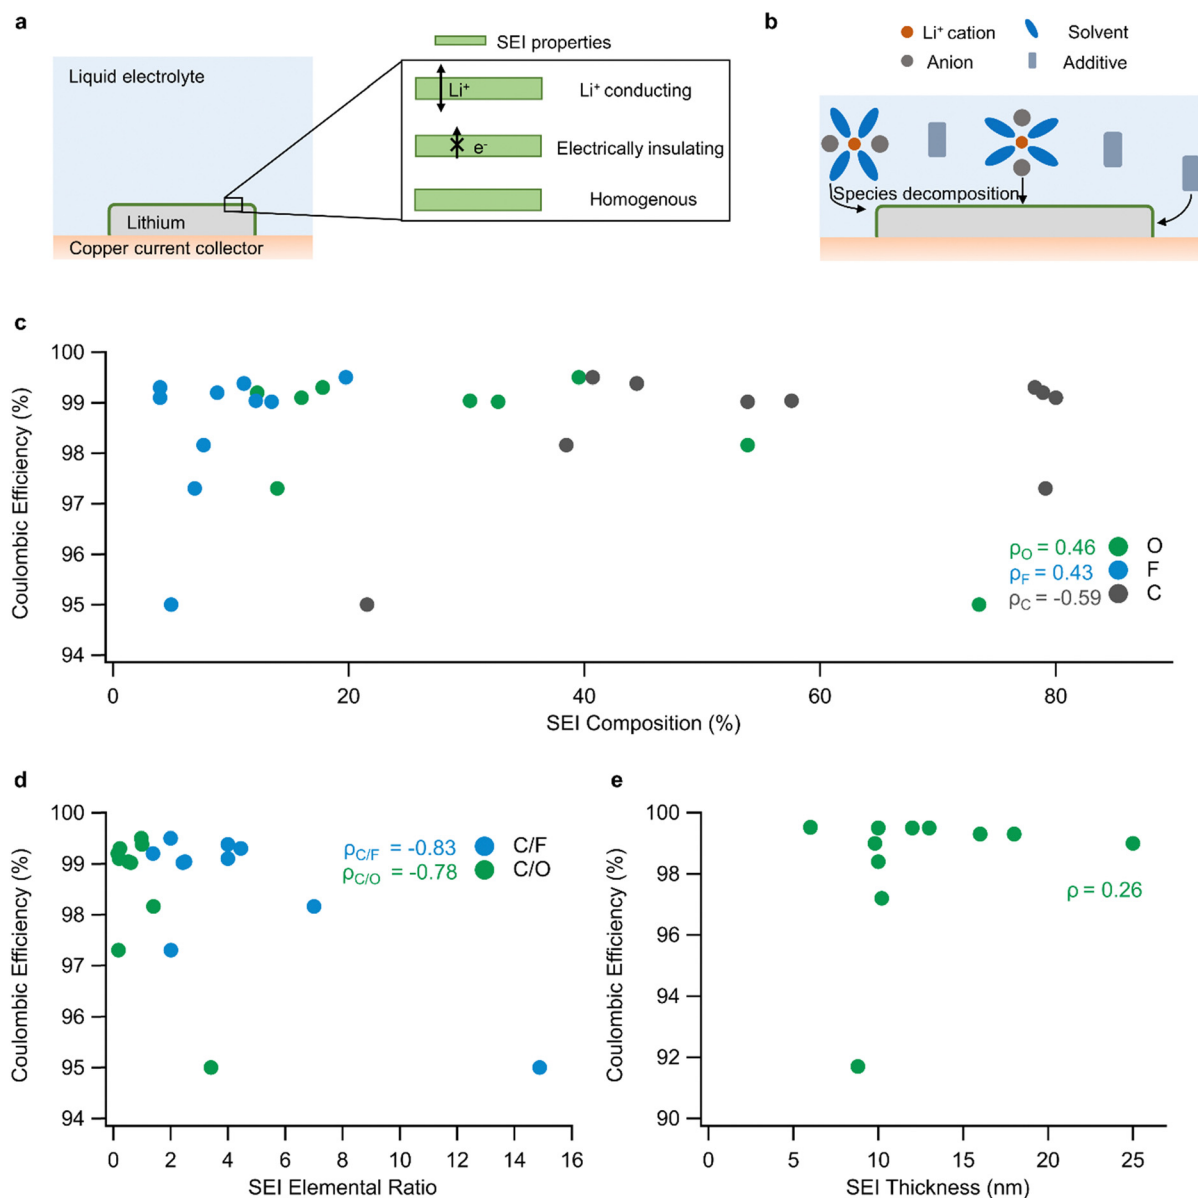 a
SEI properties
Liquid electrolyte
Li⁺
Li⁺ conducting
e⁻
Electrically insulating
Homogenous
Lithium
Copper current collector
b
Li⁺ cation
Solvent
Anion
Additive
Species decomposition
c
Coulombic Efficiency (%)
100
99
98
97
96
95
94
ρO = 0.46
O
ρF = 0.43
F
ρC = -0.59
C
0
20
40
60
80
SEI Composition (%)
d
Coulombic Efficiency (%)
100
99
98
97
96
95
94
ρC/F = -0.83
C/F
ρC/O = -0.78
C/O
0 2 4 6 8 10 12 14 16
SEI Elemental Ratio
e
Coulombic Efficiency (%)
100
98
96
94
92
90
ρ = 0.26
0 5 10 15 20 25
SEI Thickness (nm)